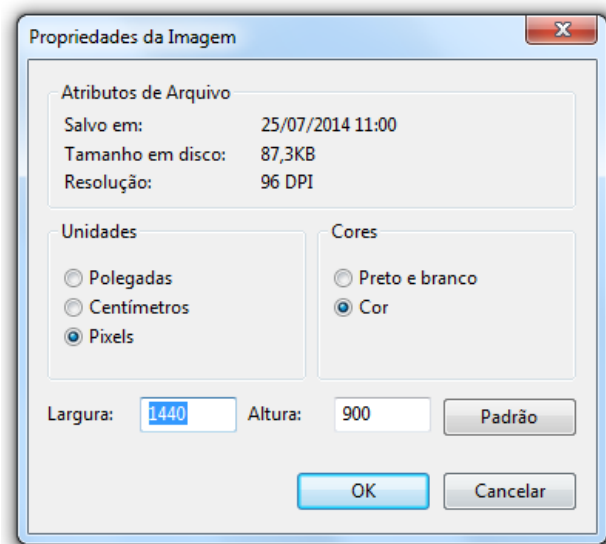 Propriedades da Imagem
Atributos de Arquivo
Salvo em: 25/07/2014 11:00
Tamanho em disco: 87,3KB
Resolução: 96 DPI
Unidades Cores
Polegadas Preto e branco
Centímetros Cor
Pixels
Largura: 1440 Altura: 900 Padrão
OK Cancelar